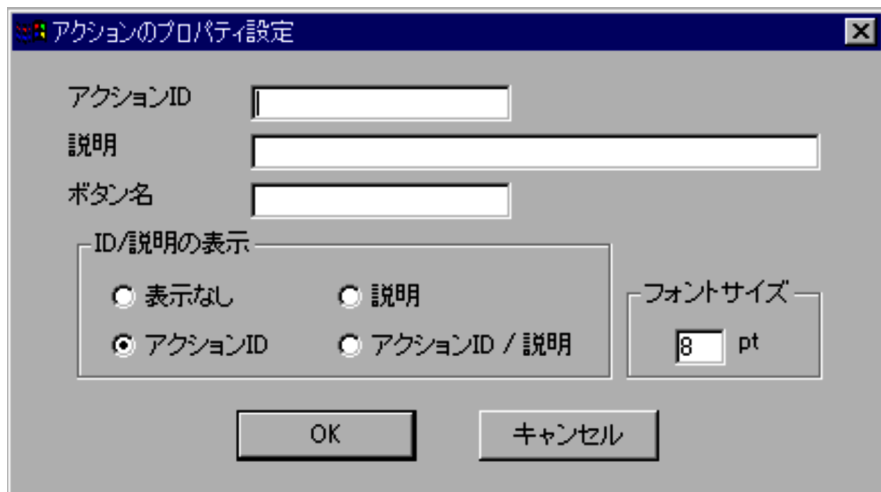 アクションのプロパティ設定
アクションID
説明
ボタン名
ID/説明の表示
表示なし
説明
アクションID
アクションID / 説明
フォントサイズ
8 pt
OK
キャンセル